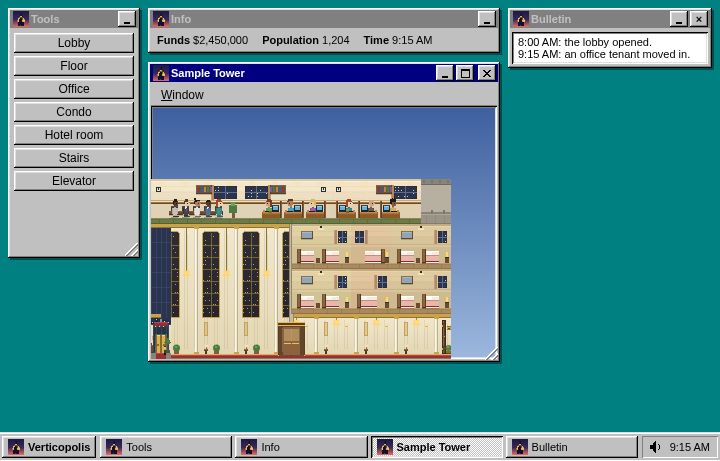 Tools
Lobby
Floor
Office
Condo
Hotel room
Stairs
Elevator
Info
Funds $2,450,000 Population 1,204 Time 9:15 AM
Sample Tower
Window
Bulletin
8:00 AM: the lobby opened.
9:15 AM: an office tenant moved in.
Verticopolis
Tools
Info
Sample Tower
Bulletin
9:15 AM